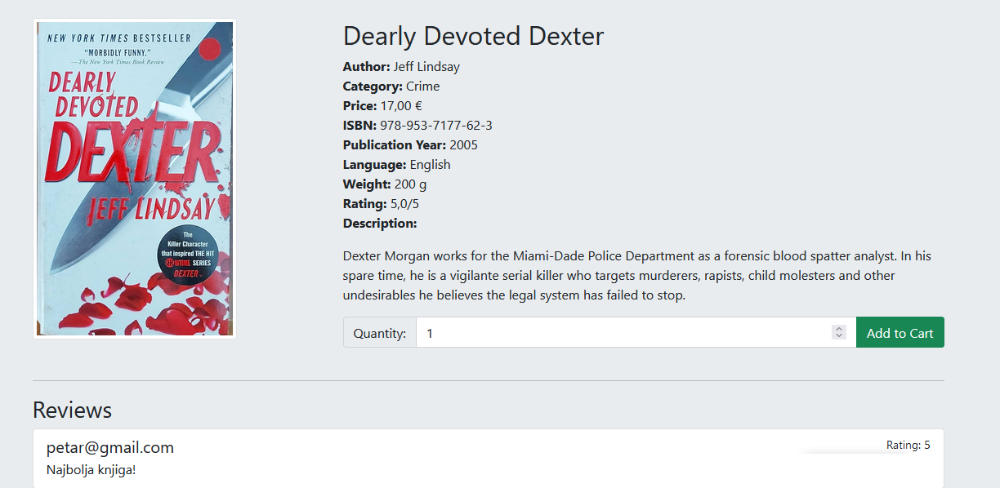 NEW YORK TIMES BESTSELLER
"MORBIDLY FUNNY."
—The New York Times Book Review
DEARLY
DEVOTED
DEXTER
JEFF LINDSAY
The
Killer Character
that inspired THE HIT
SHOWTIME SERIES
DEXTER
Dearly Devoted Dexter
Author: Jeff Lindsay
Category: Crime
Price: 17,00 €
ISBN: 978-953-7177-62-3
Publication Year: 2005
Language: English
Weight: 200 g
Rating: 5,0/5
Description:
Dexter Morgan works for the Miami-Dade Police Department as a forensic blood spatter analyst. In his
spare time, he is a vigilante serial killer who targets murderers, rapists, child molesters and other
undesirables he believes the legal system has failed to stop.
Quantity: 1 Add to Cart
Reviews
petar@gmail.com Rating: 5
Najbolja knjiga!